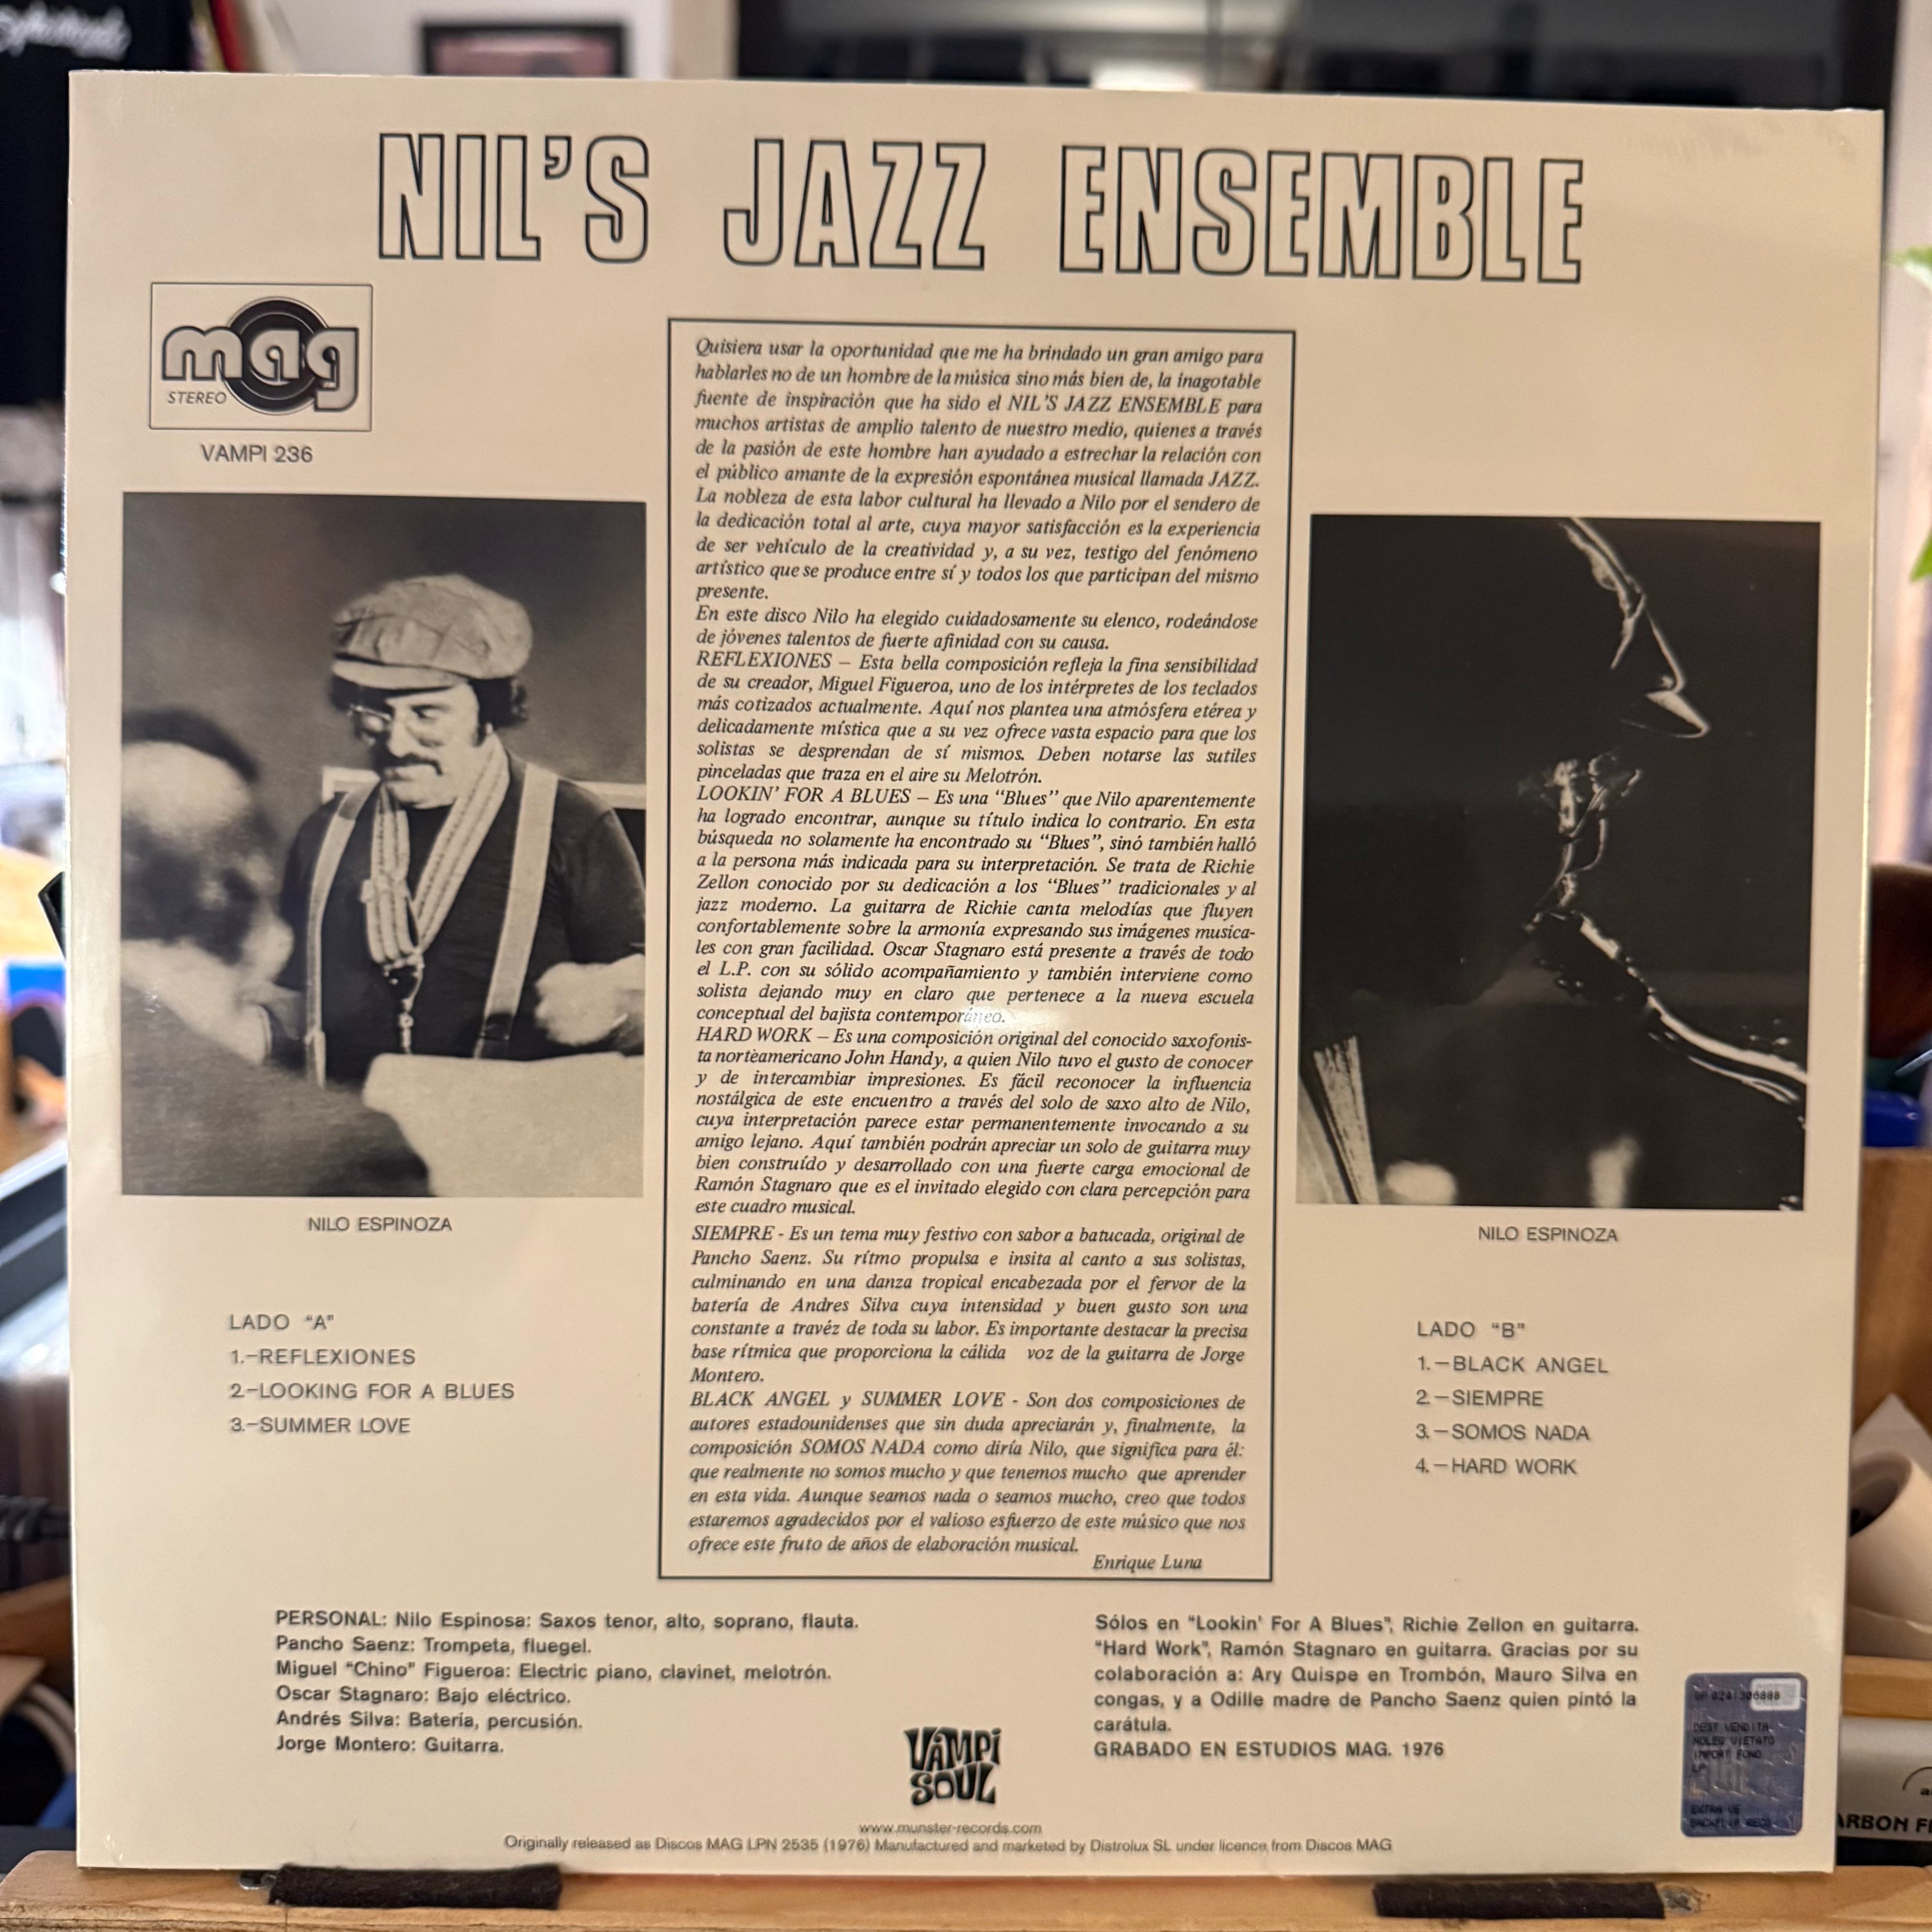 NIL'S JAZZ ENSEMBLE
mag
STEREO
VAMPI 236
Quisiera usar la oportunidad que me ha brindado un gran amigo para
hablarles no de un hombre de la música sino más bien de, la inagotable
fuente de inspiración que ha sido el NIL'S JAZZ ENSEMBLE para
muchos artistas de amplio talento de nuestro medio, quienes a través
de la pasión de este hombre han ayudado a estrechar la relación con
el público amante de la expresión espontánea musical llamada JAZZ.
La nobleza de esta labor cultural ha llevado a Nilo por el sendero de
la dedicación total al arte, cuya mayor satisfacción es la experiencia
de ser vehículo de la creatividad y, a su vez, testigo del fenómeno
artístico que se produce entre sí y todos los que participan del mismo
presente.
En este disco Nilo ha elegido cuidadosamente su elenco, rodeándose
de jóvenes talentos de fuerte afinidad con su causa.
REFLEXIONES – Esta bella composición refleja la fina sensibilidad
de su creador, Miguel Figueroa, uno de los intérpretes de los teclados
más cotizados actualmente. Aquí nos plantea una atmósfera etérea y
delicadamente mística que a su vez ofrece vasta espacio para que los
solistas se desprendan de sí mismos. Deben notarse las sutiles
pinceladas que traza en el aire su Melotrón.
LOOKIN' FOR A BLUES – Es una "Blues" que Nilo aparentemente
ha logrado encontrar, aunque su título indica lo contrario. En esta
búsqueda no solamente ha encontrado su "Blues", sinó también halló
a la persona más indicada para su interpretación. Se trata de Richie
Zellon conocido por su dedicación a los "Blues" tradicionales y al
jazz moderno. La guitarra de Richie canta melodías que fluyen
confortablemente sobre la armonía expresando sus imágenes musica-
les con gran facilidad. Oscar Stagnaro está presente a través de todo
el L.P. con su sólido acompañamiento y también interviene como
solista dejando muy en claro que pertenece a la nueva escuela
conceptual del bajista contemporáneo.
HARD WORK – Es una composición original del conocido saxofonis-
ta norteamericano John Handy, a quien Nilo tuvo el gusto de conocer
y de intercambiar impresiones. Es fácil reconocer la influencia
nostálgica de este encuentro a través del solo de saxo alto de Nilo,
cuya interpretación parece estar permanentemente invocando a su
amigo lejano. Aquí también podrán apreciar un solo de guitarra muy
bien construído y desarrollado con una fuerte carga emocional de
Ramón Stagnaro que es el invitado elegido con clara percepción para
este cuadro musical.
SIEMPRE - Es un tema muy festivo con sabor a batucada, original de
Pancho Saenz. Su rítmo propulsa e insita al canto a sus solistas,
culminando en una danza tropical encabezada por el fervor de la
batería de Andres Silva cuya intensidad y buen gusto son una
constante a travéz de toda su labor. Es importante destacar la precisa
base rítmica que proporciona la cálida voz de la guitarra de Jorge
Montero.
BLACK ANGEL y SUMMER LOVE - Son dos composiciones de
autores estadounidenses que sin duda apreciarán y, finalmente, la
composición SOMOS NADA como diría Nilo, que significa para él:
que realmente no somos mucho y que tenemos mucho que aprender
en esta vida. Aunque seamos nada o seamos mucho, creo que todos
estaremos agradecidos por el valioso esfuerzo de este músico que nos
ofrece este fruto de años de elaboración musical.
Enrique Luna
NILO ESPINOZA
NILO ESPINOZA
LADO "A"
1.–REFLEXIONES
2.–LOOKING FOR A BLUES
3.–SUMMER LOVE
LADO "B"
1.–BLACK ANGEL
2.–SIEMPRE
3.–SOMOS NADA
4.–HARD WORK
PERSONAL: Nilo Espinosa: Saxos tenor, alto, soprano, flauta.
Pancho Saenz: Trompeta, fluegel.
Miguel "Chino" Figueroa: Electric piano, clavinet, melotrón.
Oscar Stagnaro: Bajo eléctrico.
Andrés Silva: Batería, percusión.
Jorge Montero: Guitarra.
Sólos en "Lookin' For A Blues", Richie Zellon en guitarra.
"Hard Work", Ramón Stagnaro en guitarra. Gracias por su
colaboración a: Ary Quispe en Trombón, Mauro Silva en
congas, y a Odille madre de Pancho Saenz quien pintó la
carátula.
GRABADO EN ESTUDIOS MAG. 1976
VAMPI
SOUL
www.munster-records.com
Originally released as Discos MAG LPN 2535 (1976) Manufactured and marketed by Distrolux SL under licence from Discos MAG
DEST VENDITA
NOLEG VIETATO
IMPORT FONO
LP
EXTRA UE